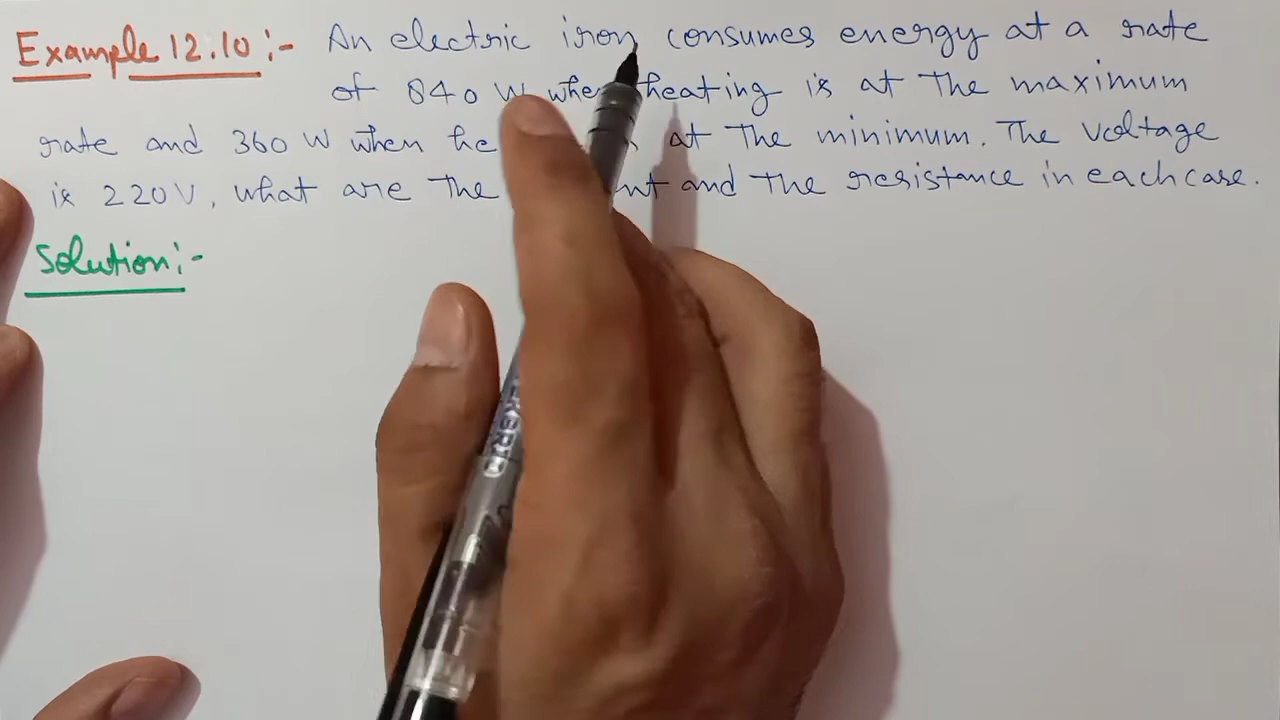 Example 12.10:- An electric iron consumes energy at a rate
of 840 W when heating is at the maximum
rate and 360 W when at the minimum. The voltage
is 220V, what are the and the resistance in each case.
Solution:-